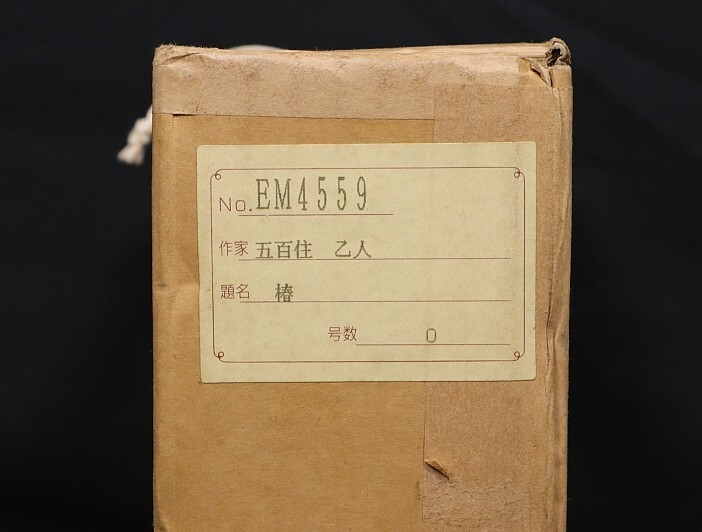 No. EM4559
作家 五百住 乙人
題名 椿
号数 0